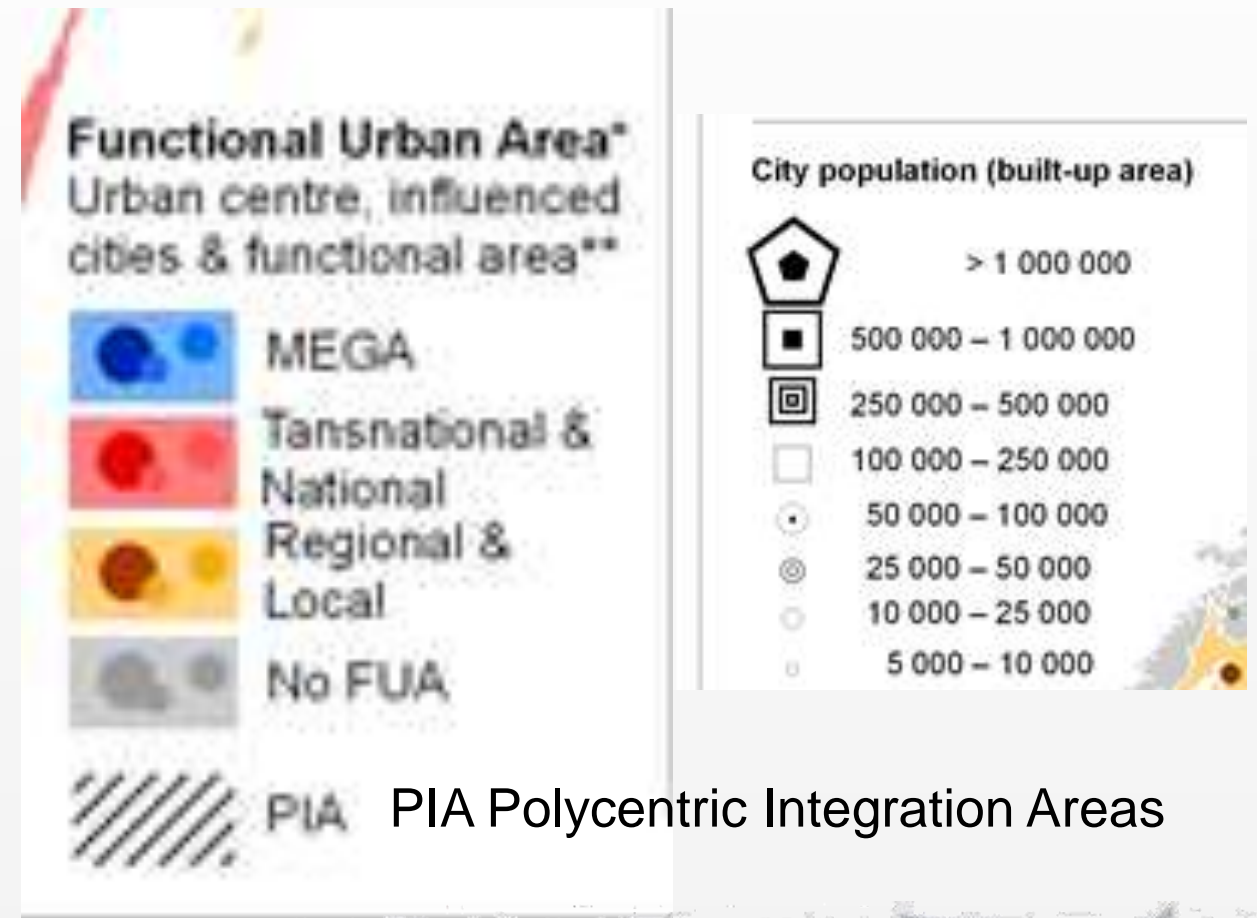 Functional Urban Area*
Urban centre, influenced
cities & functional area**
MEGA
Tansnational &
National
Regional &
Local
No FUA
PIA
City population (built-up area)
> 1 000 000
500 000 – 1 000 000
250 000 – 500 000
100 000 – 250 000
50 000 – 100 000
25 000 – 50 000
10 000 – 25 000
5 000 – 10 000
PIA Polycentric Integration Areas